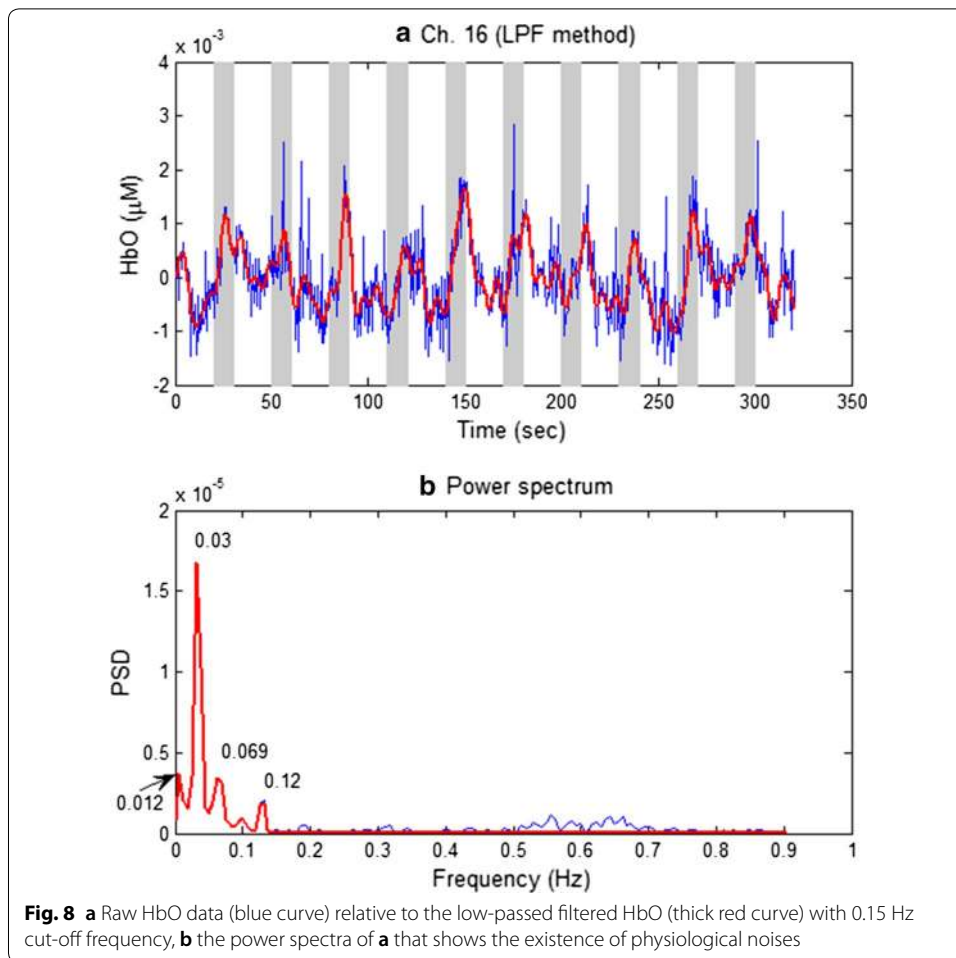 a Ch. 16 (LPF method)
x 10^-3
4
3
2
1
0
-1
-2
HbO (μM)
0 50 100 150 200 250 300 350
Time (sec)
b Power spectrum
x 10^-5
2
1.5
1
0.5
0
PSD
0.03
0.069
0.12
0.012
0 0.1 0.2 0.3 0.4 0.5 0.6 0.7 0.8 0.9 1
Frequency (Hz)
Fig. 8 a Raw HbO data (blue curve) relative to the low-passed filtered HbO (thick red curve) with 0.15 Hz
cut-off frequency, b the power spectra of a that shows the existence of physiological noises